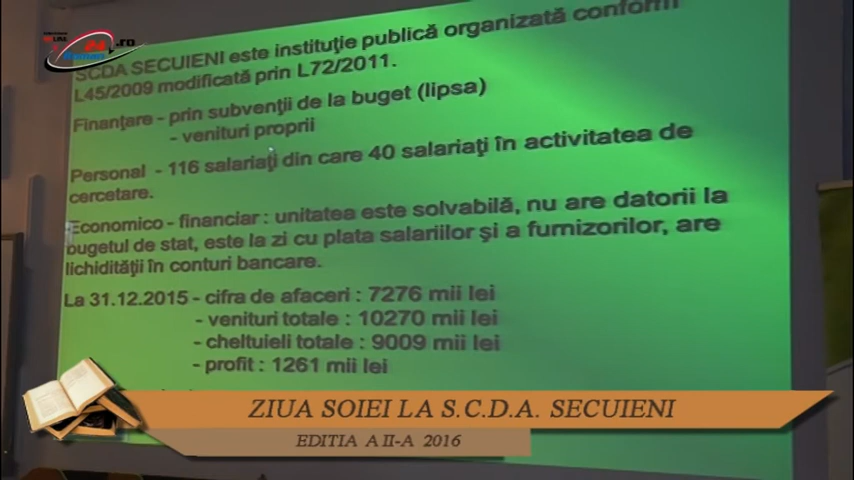 SCDA SECUIENI este instituţie publică organizată conform
L45/2009 modificată prin L72/2011.
Finanţare - prin subvenţii de la buget (lipsa)
- venituri proprii
Personal - 116 salariaţi din care 40 salariaţi în activitatea de
cercetare.
Economico - financiar : unitatea este solvabilă, nu are datorii la
bugetul de stat, este la zi cu plata salariilor şi a furnizorilor, are
lichidităţii în conturi bancare.
La 31.12.2015 - cifra de afaceri : 7276 mii lei
- venituri totale : 10270 mii lei
- cheltuieli totale : 9009 mii lei
- profit : 1261 mii lei
ZIUA SOIEI LA S.C.D.A. SECUIENI
EDITIA A II-A 2016